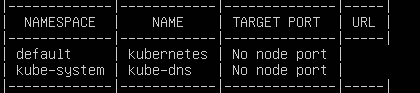 |-------------|------------|--------------|-----|
| NAMESPACE | NAME | TARGET PORT | URL |
|-------------|------------|--------------|-----|
| default | kubernetes | No node port |
| kube-system | kube-dns | No node port |
|-------------|------------|--------------|-----|